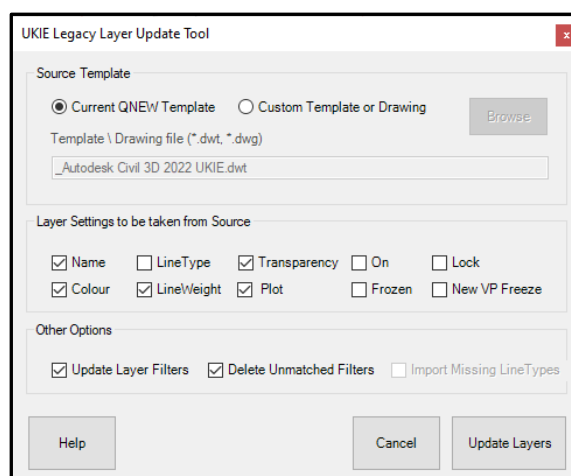 UKIE Legacy Layer Update Tool x
Source Template
Current QNEW Template Custom Template or Drawing Browse
Template \ Drawing file (*.dwt, *.dwg)
_Autodesk Civil 3D 2022 UKIE.dwt
Layer Settings to be taken from Source
Name LineType Transparency On Lock
Colour LineWeight Plot Frozen New VP Freeze
Other Options
Update Layer Filters Delete Unmatched Filters Import Missing LineTypes
Help Cancel Update Layers